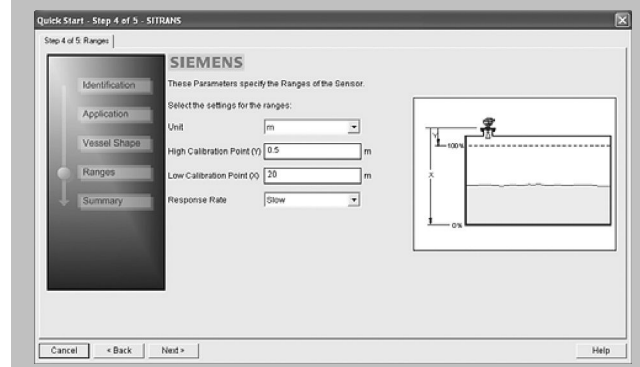 Quick Start - Step 4 of 5 - SITRANS
Step 4 of 5: Ranges
SIEMENS
Identification
Application
Vessel Shape
Ranges
Summary
These Parameters specify the Ranges of the Sensor.
Select the settings for the ranges:
Unit m
High Calibration Point (Y) 0.5 m
Low Calibration Point (X) 20 m
Response Rate Slow
Y
100%
X
0%
Cancel < Back Next > Help